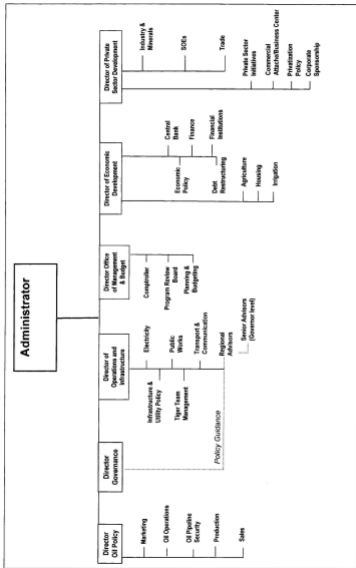 Administrator
Director
Oil Policy
Marketing
Oil Operations
Oil Pipeline
Security
Production
Sales
Director
Governance
Policy Guidance
Director of
Operations and
Infrastructure
Electricity
Infrastructure &
Utility Policy
Public
Works
Tiger Team
Management
Transport &
Communication
Regional
Advisors
Senior Advisors
(Governor level)
Director Office
of Management
& Budget
Comptroller
Program Review
Board
Planning &
Budgeting
Director of Economic
Development
Central
Bank
Economic
Policy
Finance
Financial
Institutions
Debt
Restructuring
Agriculture
Housing
Irrigation
Director of Private
Sector Development
Industry &
Minerals
SOEs
Trade
Private Sector
Initiatives
Commercial
Attache/Business Center
Privatization
Policy
Corporate
Sponsorship